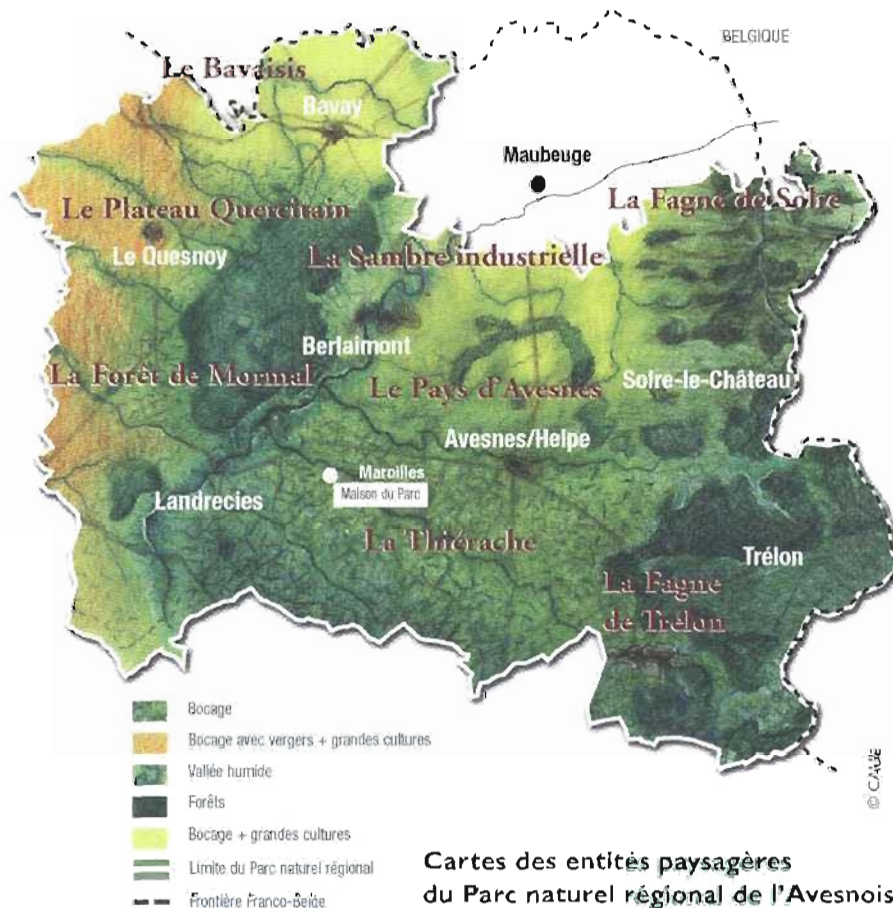 BELGIQUE
Le Bavaisis
Bavay
Maubeuge
La Fagne de Solre
Le Plateau Quercitain
Le Quesnoy
La Sambre industrielle
Berlaimont
La Forêt de Mormal
Le Pays d'Avesnes
Solre-le-Château
Avesnes/Helpe
Maroilles
Maison du Parc
Landrecies
La Thiérache
Trélon
La Fagne
de Trélon
Bocage
Bocage avec vergers + grandes cultures
Vallée humide
Forêts
Bocage + grandes cultures
Limite du Parc naturel régional
Frontière Franco-Belge
© CAUE
Cartes des entités paysagères
du Parc naturel régional de l'Avesnois